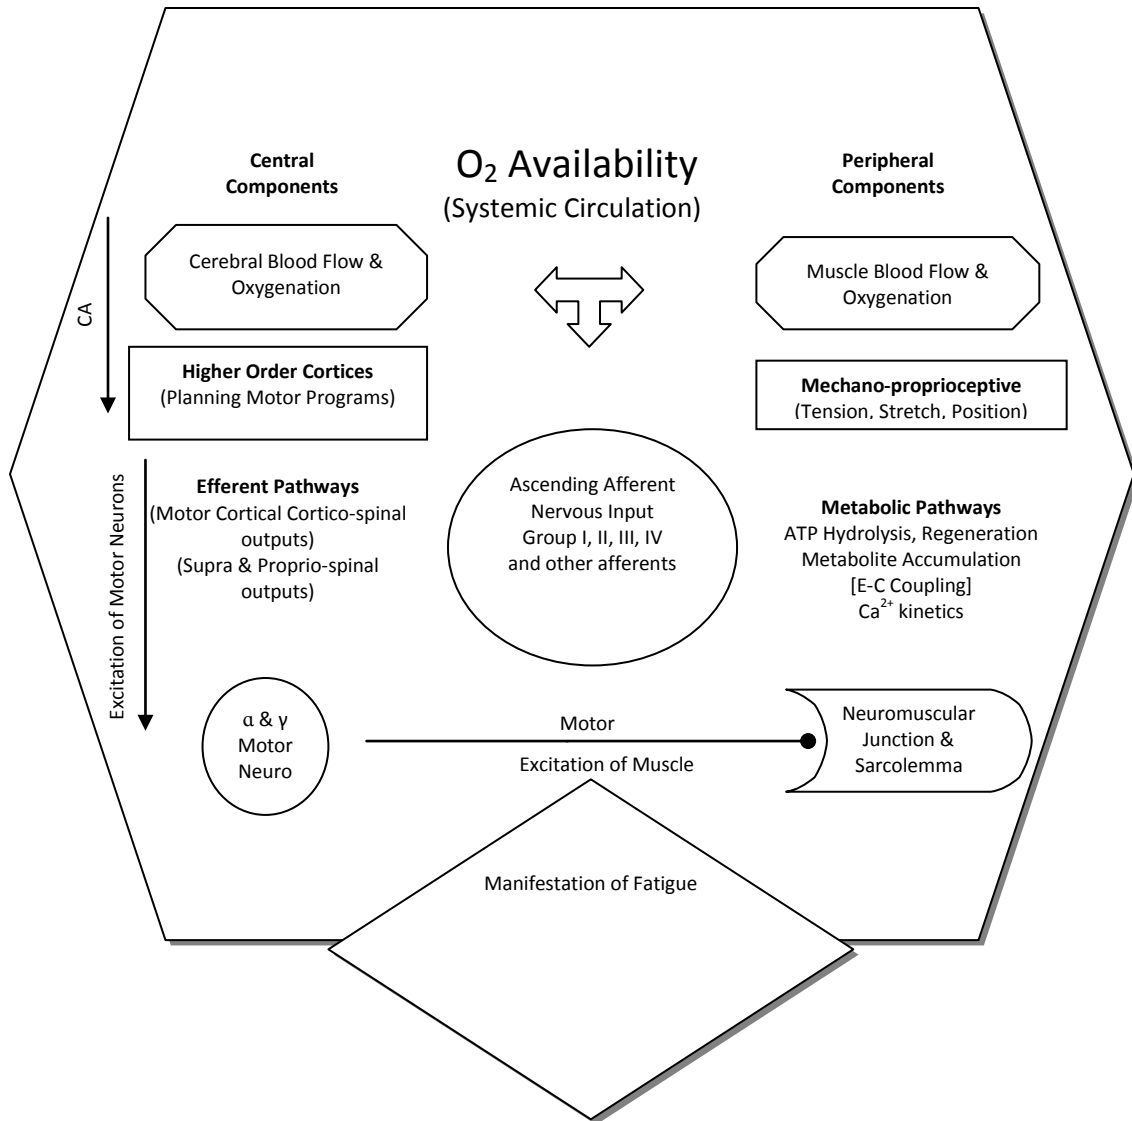 Central
Components
O₂ Availability
(Systemic Circulation)
Peripheral
Components
CA
Cerebral Blood Flow &
Oxygenation
Muscle Blood Flow &
Oxygenation
Higher Order Cortices
(Planning Motor Programs)
Mechano-proprioceptive
(Tension, Stretch, Position)
Excitation of Motor Neurons
Efferent Pathways
(Motor Cortical Cortico-spinal
outputs)
(Supra & Proprio-spinal
outputs)
Ascending Afferent
Nervous Input
Group I, II, III, IV
and other afferents
Metabolic Pathways
ATP Hydrolysis, Regeneration
Metabolite Accumulation
[E-C Coupling]
Ca²⁺ kinetics
α & γ
Motor
Neuro
Motor
Excitation of Muscle
Neuromuscular
Junction &
Sarcolemma
Manifestation of Fatigue